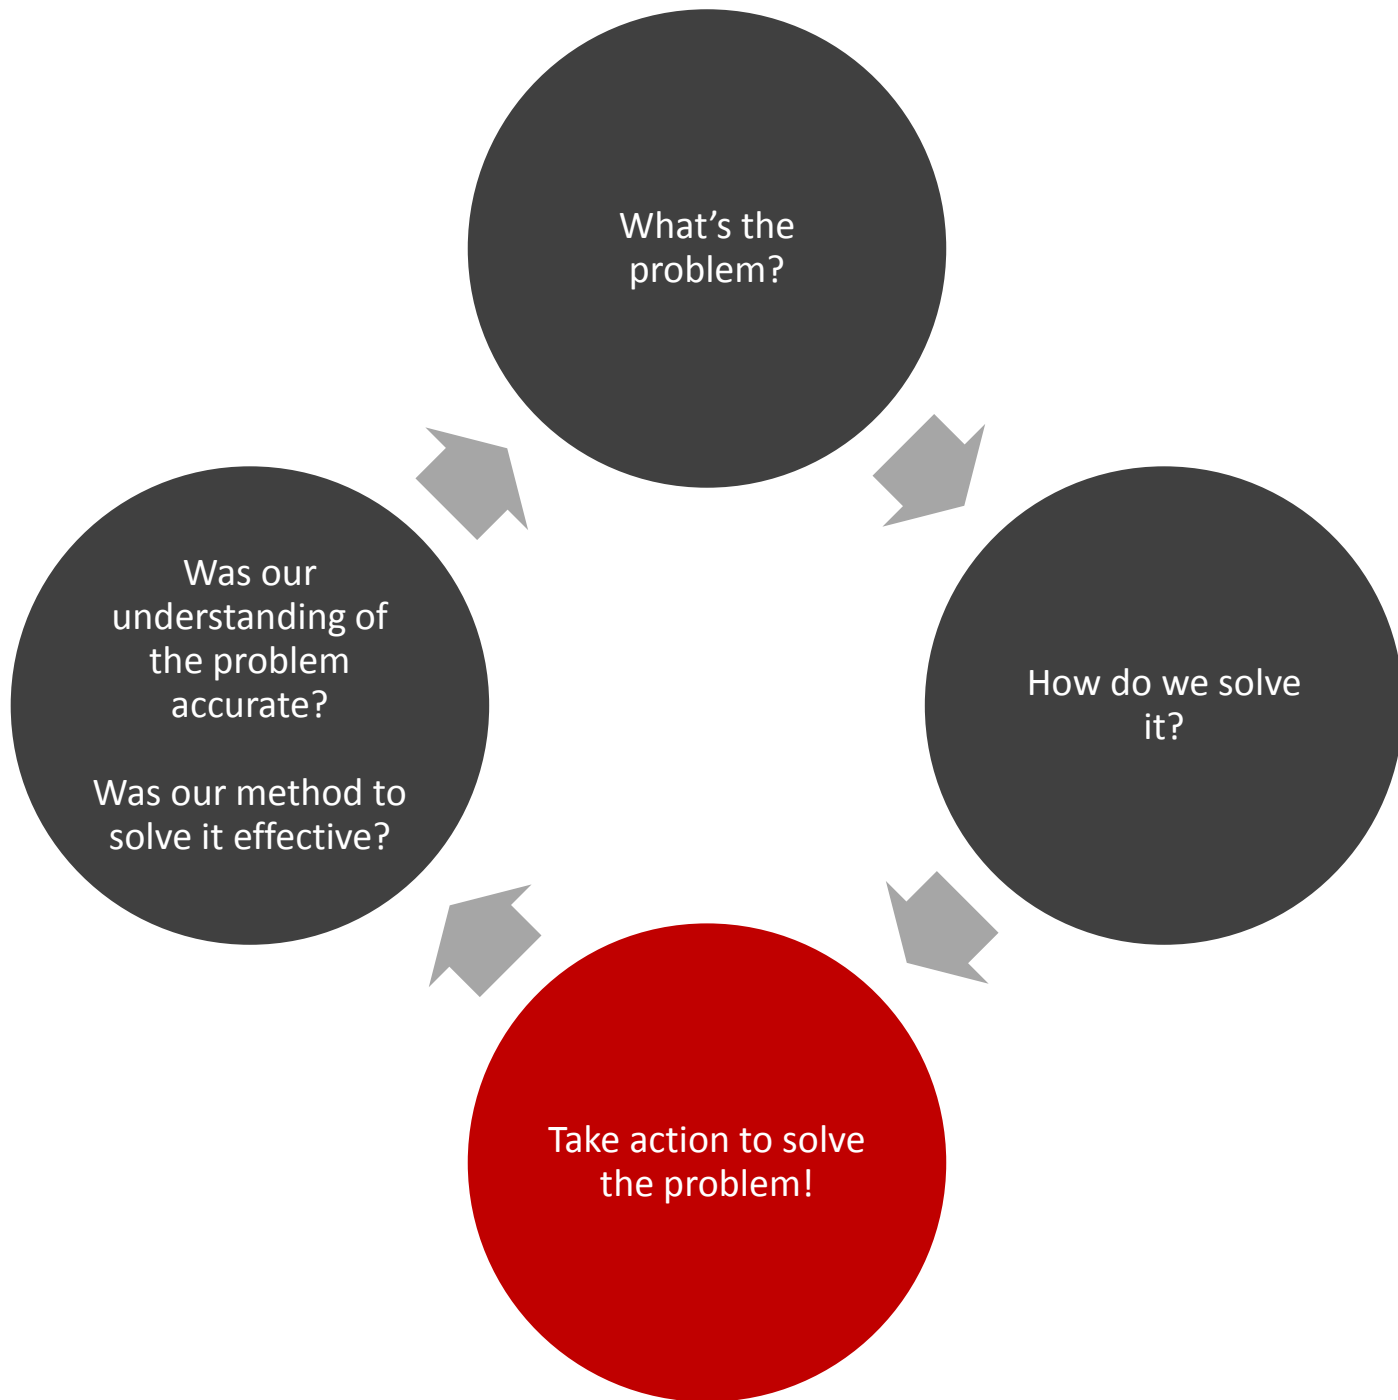 What’s the
problem?
How do we solve
it?
Take action to solve
the problem!
Was our
understanding of
the problem
accurate?
Was our method to
solve it effective?